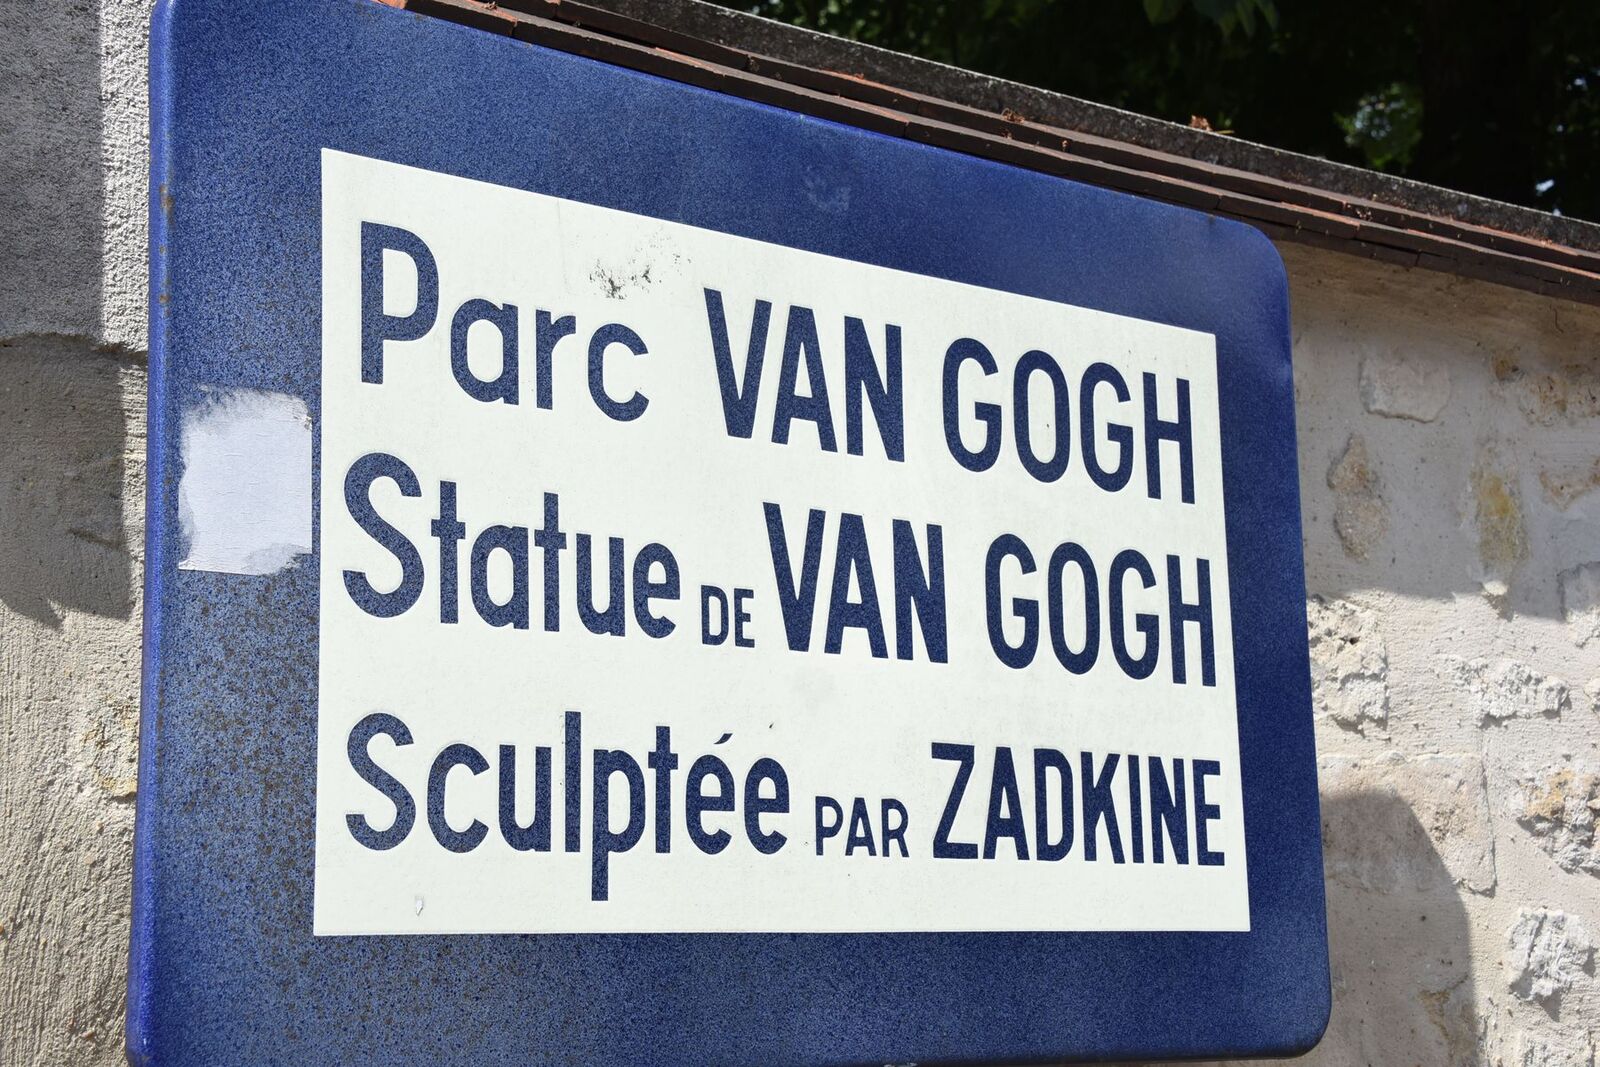 Parc VAN GOGH
Statue DE VAN GOGH
Sculptée PAR ZADKINE